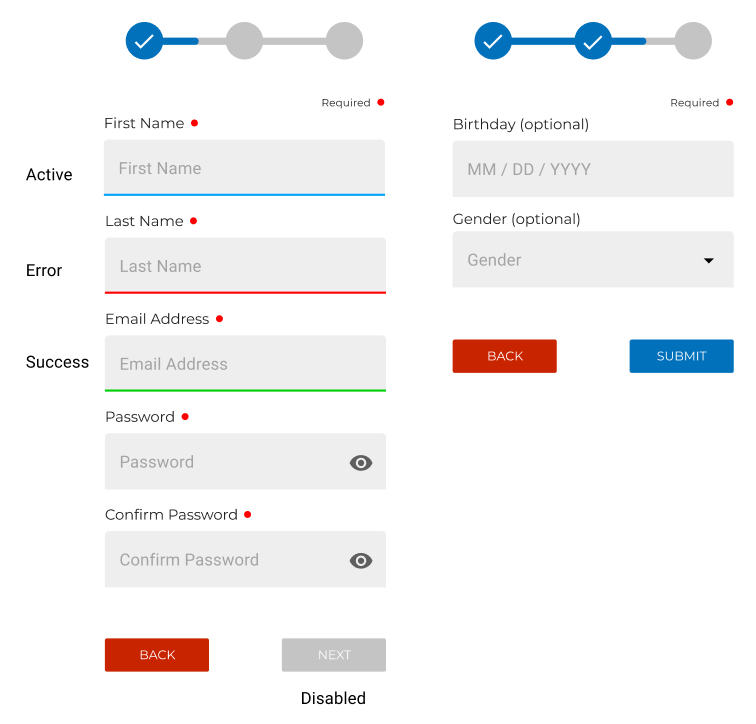 Required
First Name
Active
First Name
Last Name
Error
Last Name
Email Address
Success
Email Address
Password
Password
Confirm Password
Confirm Password
BACK
NEXT
Disabled
Required
Birthday (optional)
MM / DD / YYYY
Gender (optional)
Gender
BACK
SUBMIT